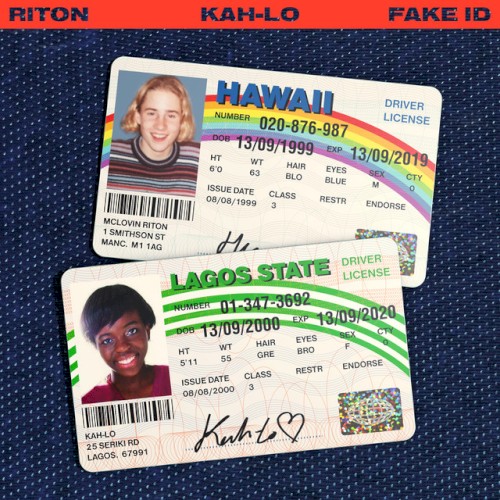 RITON KAH-LO FAKE ID
HAWAII
DRIVER LICENSE
NUMBER 020-876-987
DOB 13/09/1999 EXP 13/09/2019
HT WT HAIR EYES SEX CTY
6'0 63 BLO BLUE M O
ISSUE DATE CLASS RESTR ENDORSE
08/08/1999 3
MCLOVIN RITON
1 SMITHSON ST
MANC. M1 1AG
LAGOS STATE
DRIVER LICENSE
NUMBER 01-347-3692
DOB 13/09/2000 EXP 13/09/2020
HT WT HAIR EYES SEX CTY
5'11 55 GRE BRO F O
ISSUE DATE CLASS RESTR ENDORSE
08/08/2000 3
KAH-LO
25 SERIKI RD
LAGOS, 67991
Kah-Lo